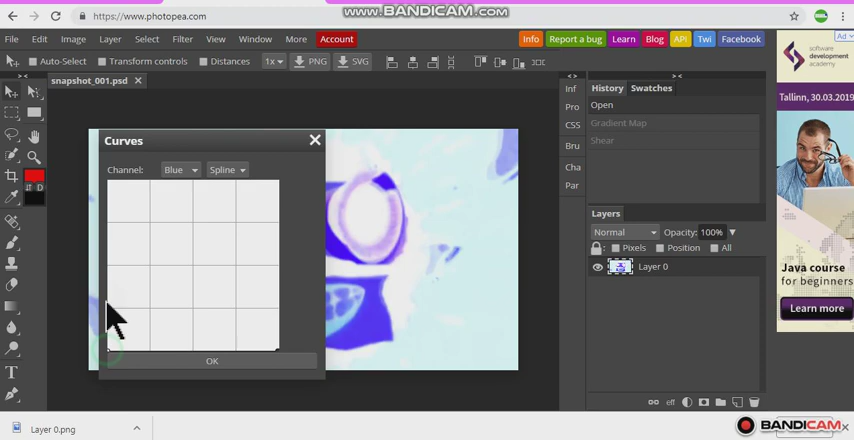 https://www.photopea.com
www.BANDICAM.com
File Edit Image Layer Select Filter View Window More Account
Info Report a bug Learn Blog API Twi Facebook
Auto-Select Transform controls Distances 1x PNG SVG
snapshot_001.psd
Curves
Channel: Blue Spline
OK
D
Inf
Pro
CSS
Bru
Cha
Par
History Swatches
Open
Gradient Map
Shear
Layers
Normal Opacity: 100%
Pixels Position All
Layer 0
eff
Ad
software
development
academy
Tallinn, 30.03.2019
Java course
for beginners
Learn more
Layer 0.png
BANDICAM